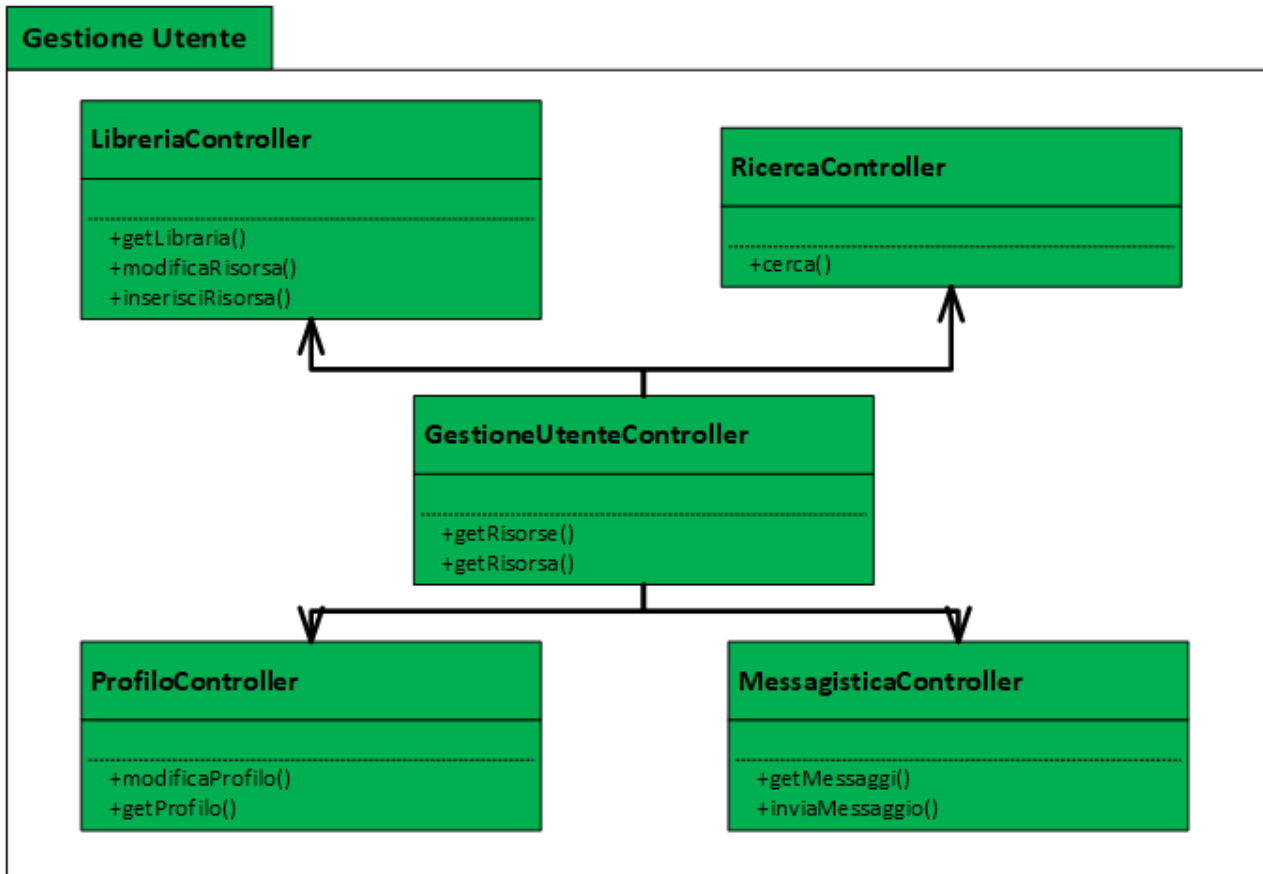 Gestione Utente
LibreriaController
+getLibraria()
+modificaRisorsa()
+inserisciRisorsa()
RicercaController
+cerca()
GestioneUtenteController
+getRisorse()
+getRisorsa()
ProfiloController
+modificaProfilo()
+getProfilo()
MessagisticaController
+getMessaggi()
+inviaMessaggio()